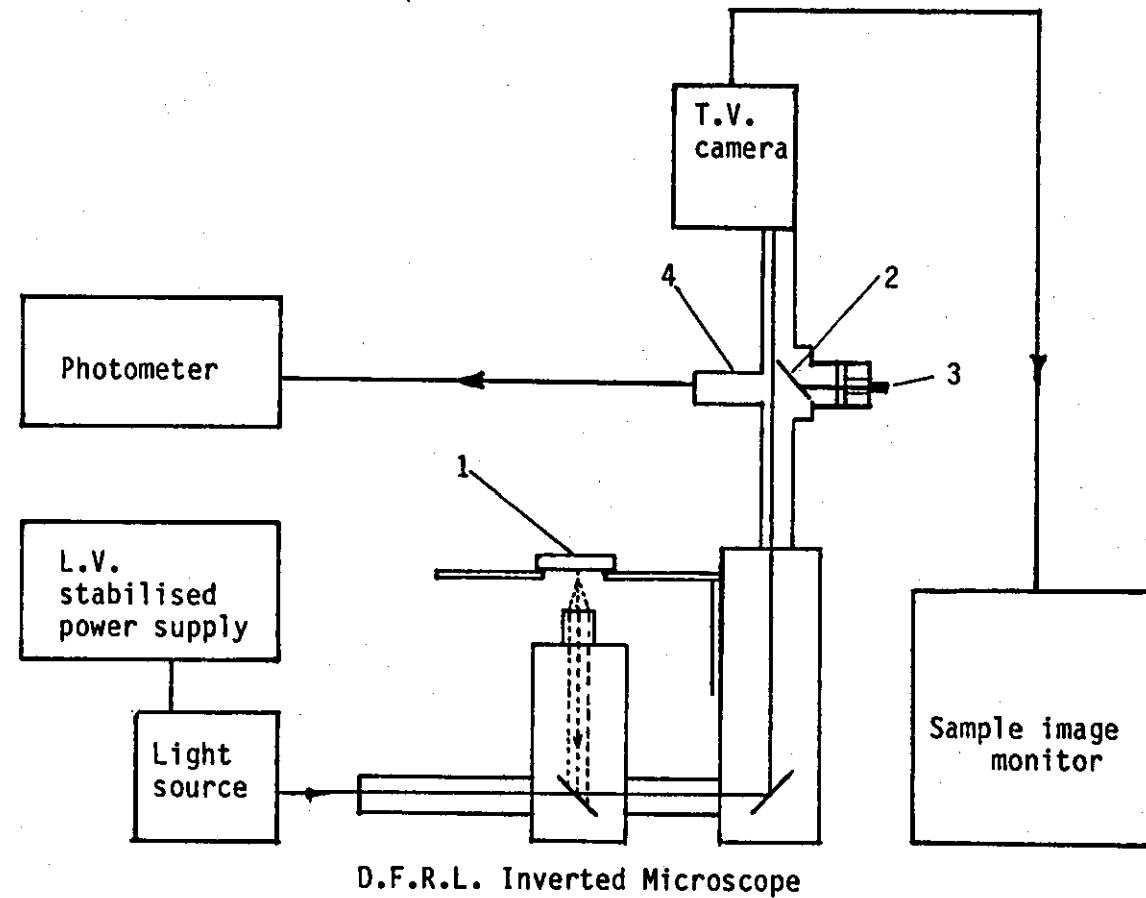 T.V.
camera
4
2
Photometer
3
1
L.V.
stabilised
power supply
Light
source
Sample image
monitor
D.F.R.L. Inverted Microscope